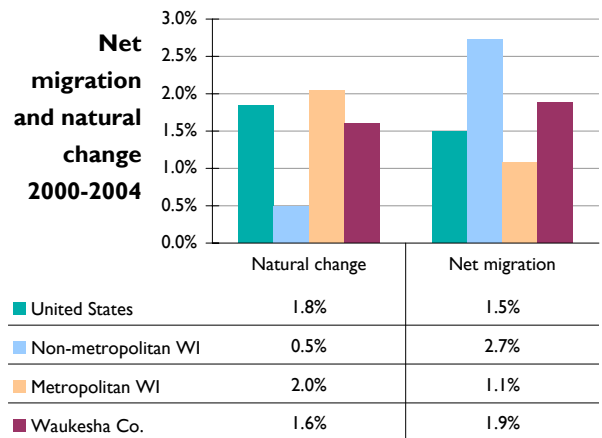 Net
migration
and natural
change
2000-2004
3.0%
2.5%
2.0%
1.5%
1.0%
0.5%
0.0%
Natural change Net migration
United States 1.8% 1.5%
Non-metropolitan WI 0.5% 2.7%
Metropolitan WI 2.0% 1.1%
Waukesha Co. 1.6% 1.9%